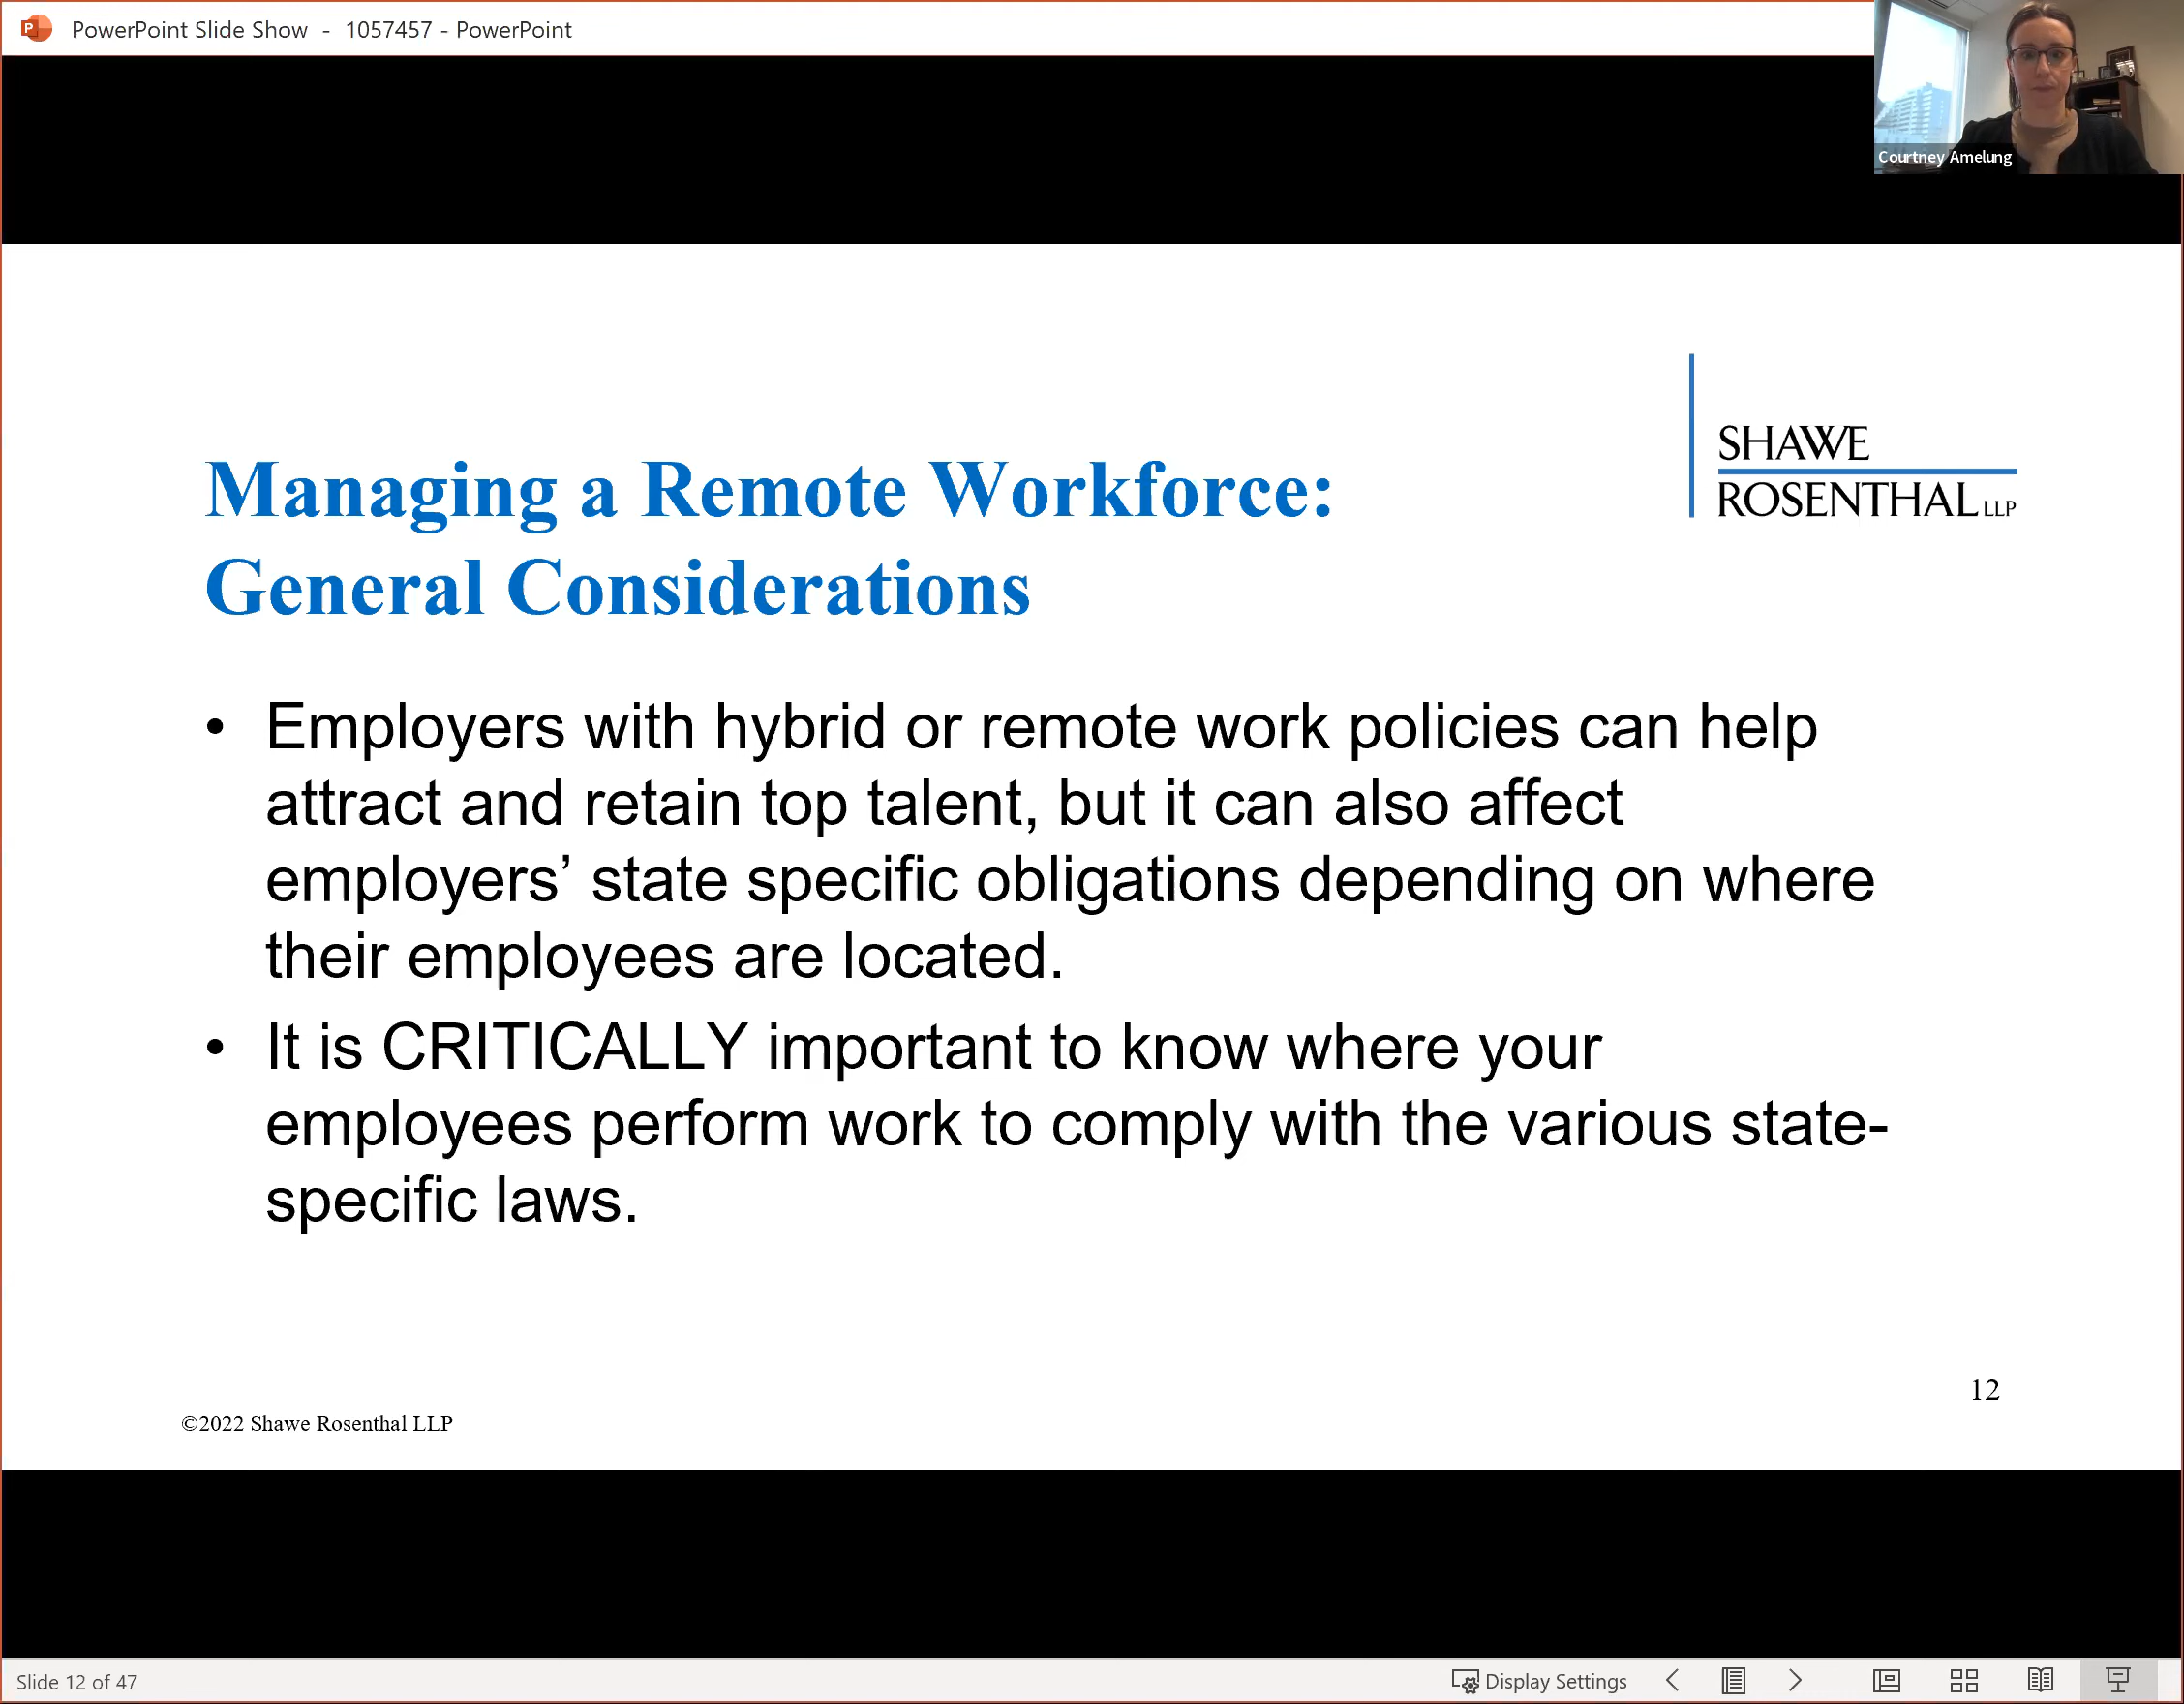 PowerPoint Slide Show - 1057457 - PowerPoint
Courtney Amelung
SHAWE
ROSENTHAL LLP
Managing a Remote Workforce:
General Considerations
• Employers with hybrid or remote work policies can help
attract and retain top talent, but it can also affect
employers’ state specific obligations depending on where
their employees are located.
• It is CRITICALLY important to know where your
employees perform work to comply with the various state-
specific laws.
12
©2022 Shawe Rosenthal LLP
Slide 12 of 47
Display Settings